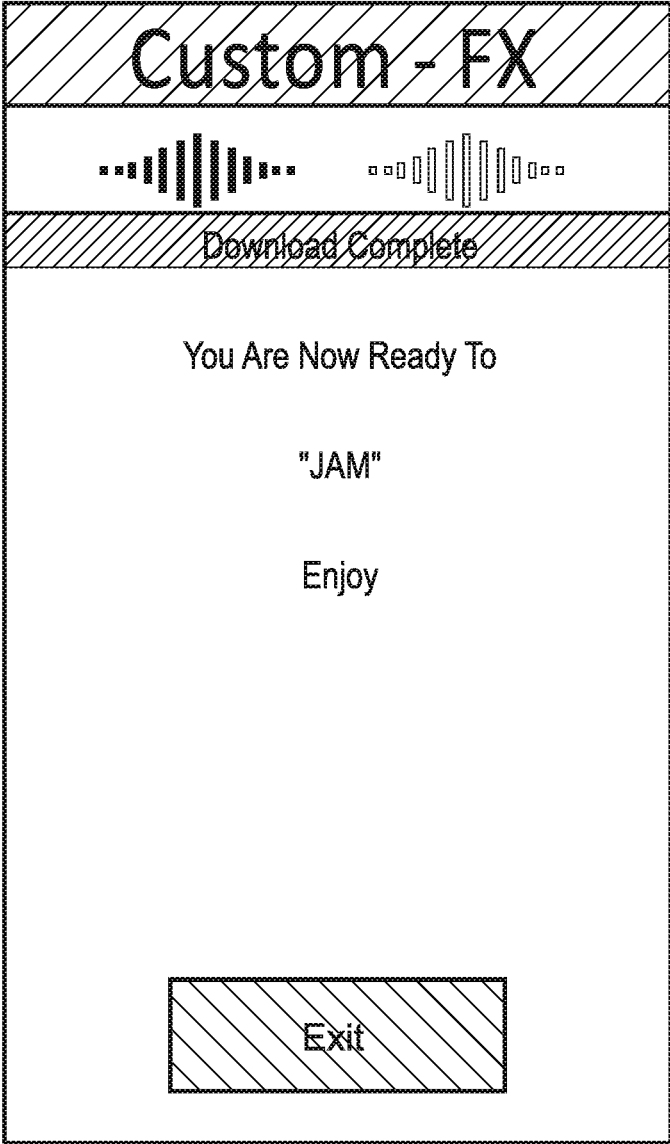 Custom - FX
Download Complete
You Are Now Ready To
"JAM"
Enjoy
Exit